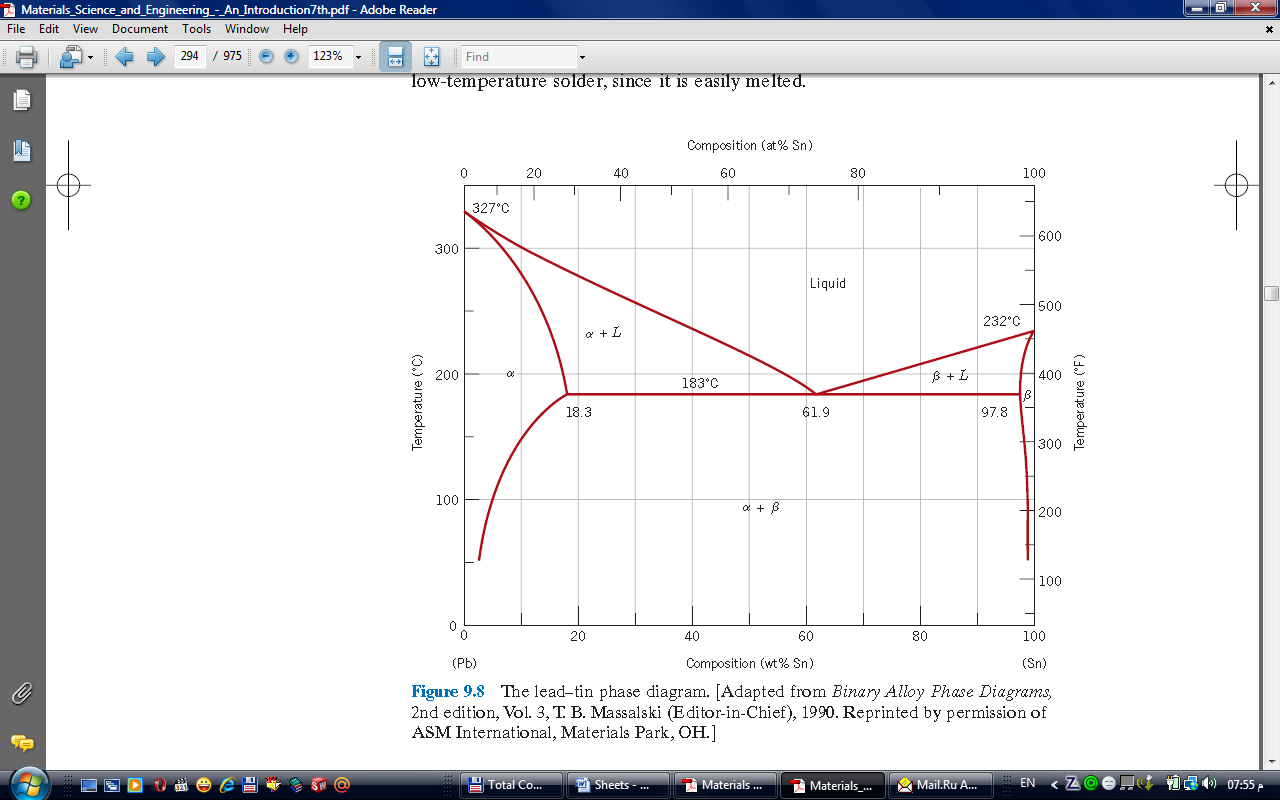 Materials_Science_and_Engineering_-_An_Introduction7th.pdf - Adobe Reader
File Edit View Document Tools Window Help
294 / 975 123% Find
low-temperature solder, since it is easily melted.
Composition (at% Sn)
0 20 40 60 80 100
327°C
300
600
Liquid
500
232°C
α + L
Temperature (°C)
Temperature (°F)
α
200
183°C
β + L
400
β
18.3 61.9 97.8
300
100
α + β
200
100
0
0 20 40 60 80 100
(Pb) Composition (wt% Sn) (Sn)
Figure 9.8 The lead–tin phase diagram. [Adapted from Binary Alloy Phase Diagrams,
2nd edition, Vol. 3, T. B. Massalski (Editor-in-Chief), 1990. Reprinted by permission of
ASM International, Materials Park, OH.]
Total Co... Sheets - ... Materials ... Materials_... Mail.Ru A... EN 07:55 م